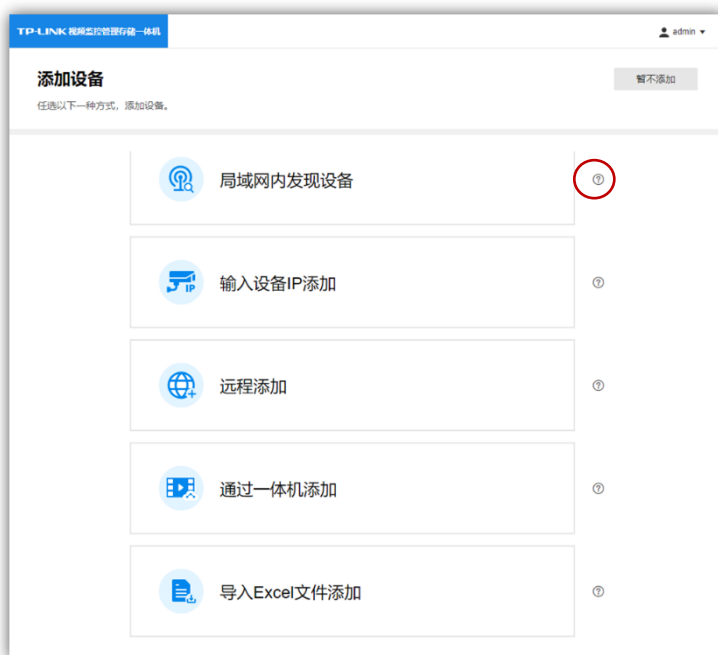 TP-LINK 视频监控管理存储一体机
admin
添加设备
暂不添加
任选以下一种方式，添加设备。
局域网内发现设备
输入设备IP添加
IP
远程添加
通过一体机添加
导入Excel文件添加